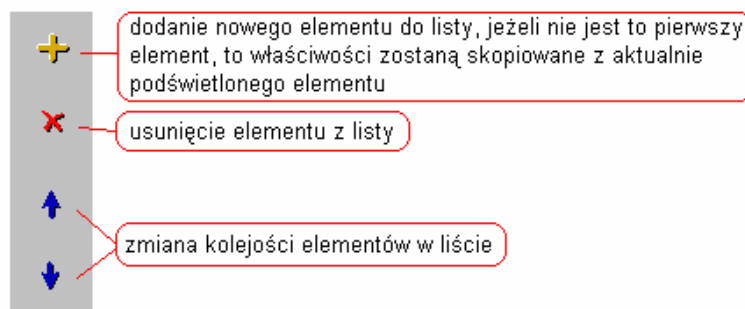 dodanie nowego elementu do listy, jeżeli nie jest to pierwszy
element, to właściwości zostaną skopiowane z aktualnie
podświetlonego elementu
usunięcie elementu z listy
zmiana kolejości elementów w liście